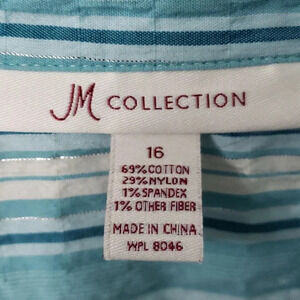 JM COLLECTION
16
69% COTTON
29% NYLON
1% SPANDEX
1% OTHER FIBER
MADE IN CHINA
WPL 8046